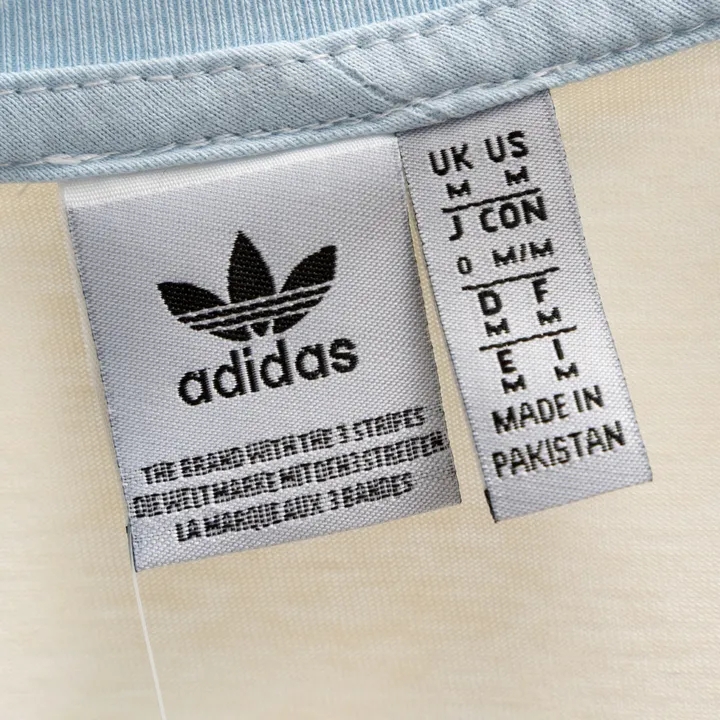 adidas
THE BRAND WITH THE 3 STRIPES
DIE WELTMARKE MIT DEN 3 STREIFEN
LA MARQUE AUX 3 BANDES
UK US
M M
J CON
O M/M
D F
M M
E I
M M
MADE IN
PAKISTAN